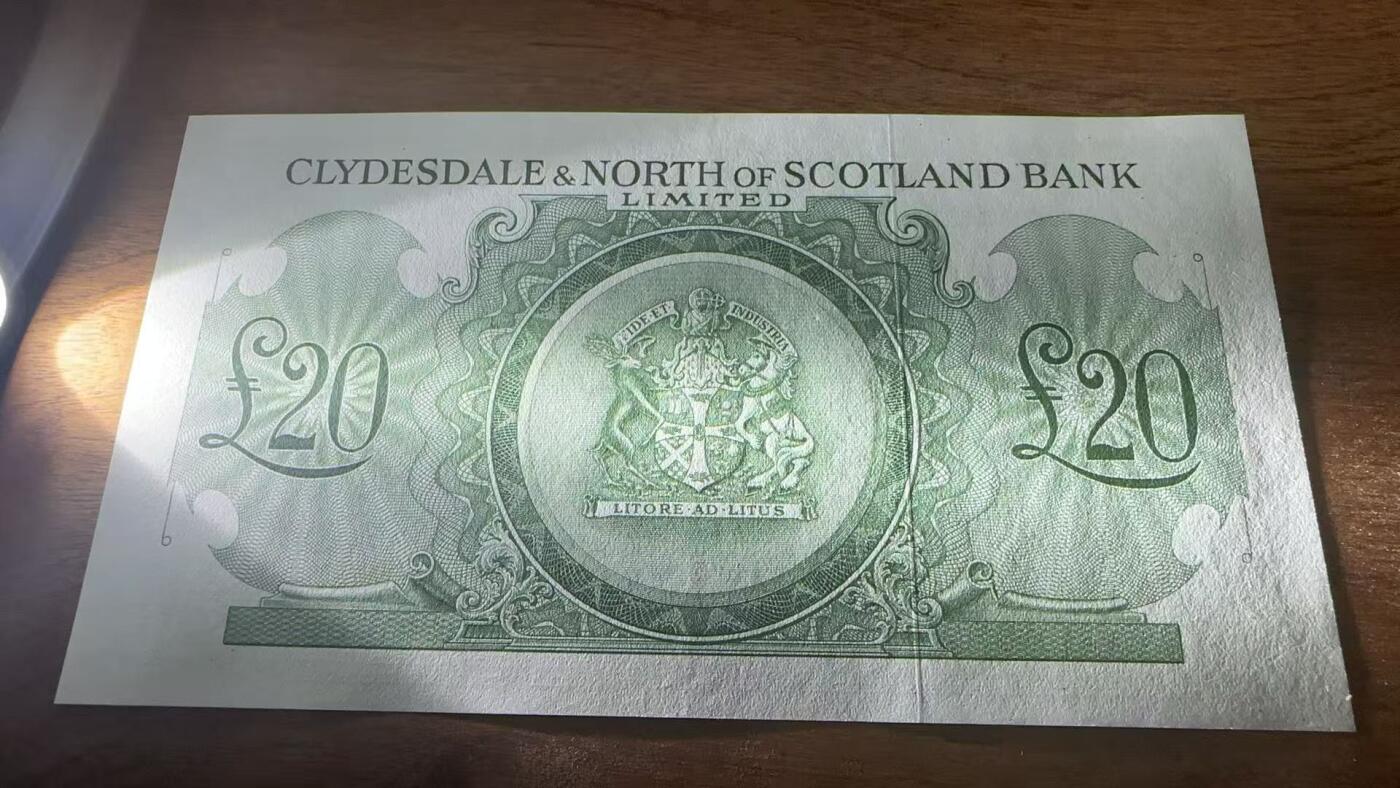 CLYDESDALE & NORTH OF SCOTLAND BANK
LIMITED
FIDE·ET INDUSTRIA
£20
£20
LITORE·AD·LITUS